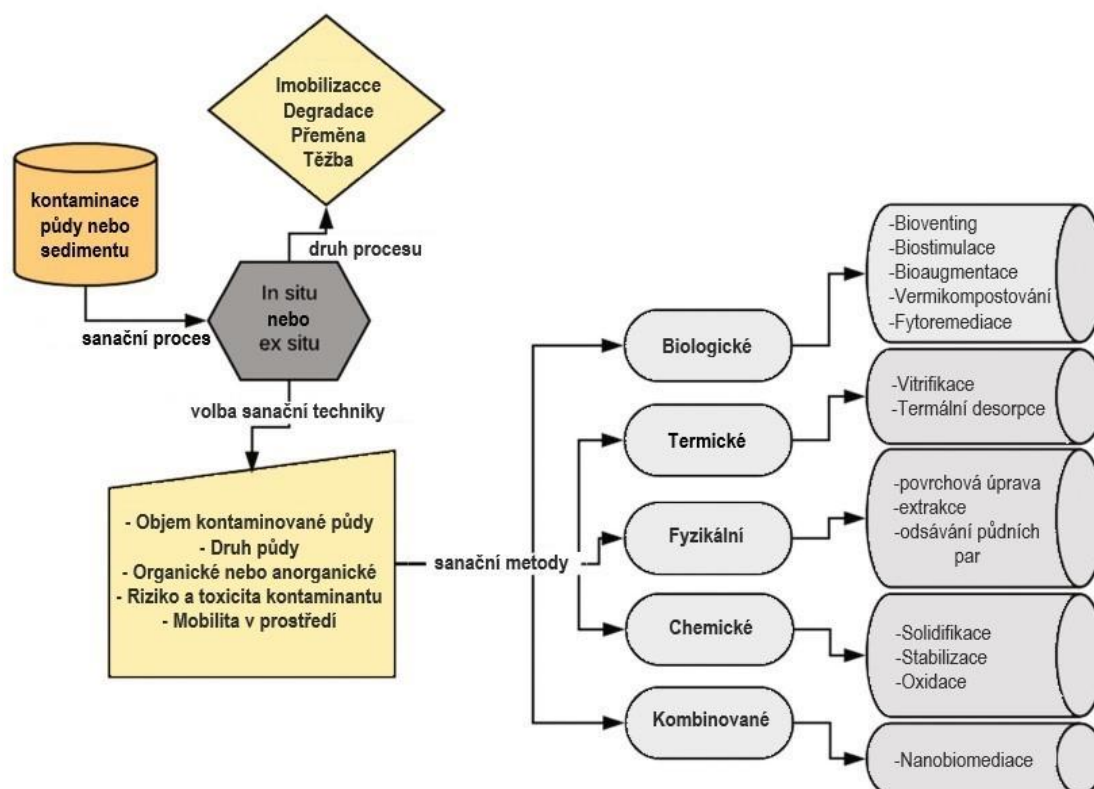 Imobilizacce
Degradace
Přeměna
Těžba
kontaminace
půdy nebo
sedimentu
druh procesu
In situ
nebo
ex situ
sanační proces
volba sanační techniky
- Objem kontaminované půdy
- Druh půdy
- Organické nebo anorganické
- Riziko a toxicita kontaminantu
- Mobilita v prostředí
sanační metody
Biologické
-Bioventing
-Biostimulace
-Bioaugmentace
-Vermikompostování
-Fytoremediace
Termické
-Vitrifikace
-Termální desorpce
Fyzikální
-povrchová úprava
-extrakce
-odsávání půdních
par
Chemické
-Solidifikace
-Stabilizace
-Oxidace
Kombinované
-Nanobiomediace